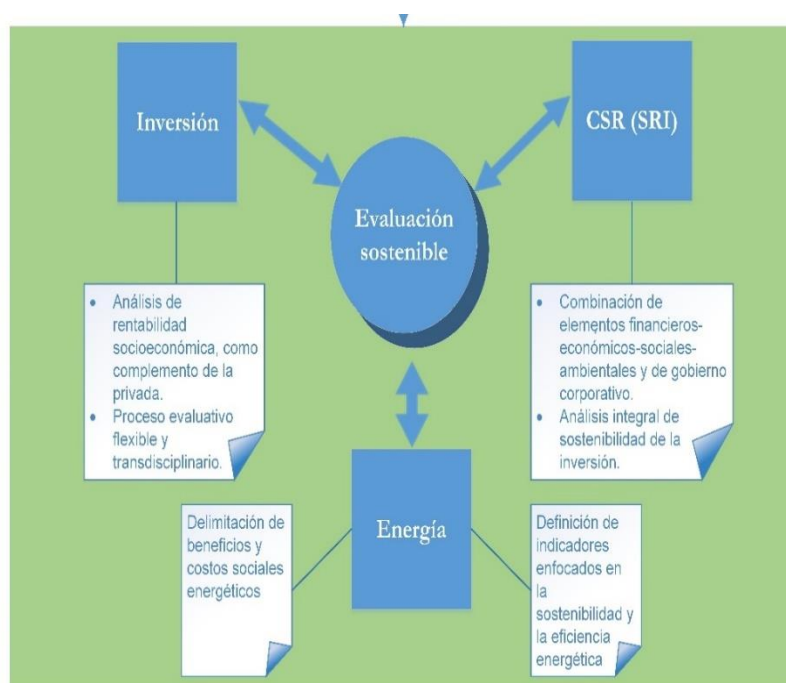 Inversión
CSR (SRI)
Evaluación
sostenible
• Análisis de
rentabilidad
socioeconómica, como
complemento de la
privada.
• Proceso evaluativo
flexible y
transdisciplinario.
• Combinación de
elementos financieros-
económicos-sociales-
ambientales y de gobierno
corporativo.
• Análisis integral de
sostenibilidad de la
inversión.
Energía
Delimitación de
beneficios y
costos sociales
energéticos
Definición de
indicadores
enfocados en
la
sostenibilidad y
la eficiencia
energética